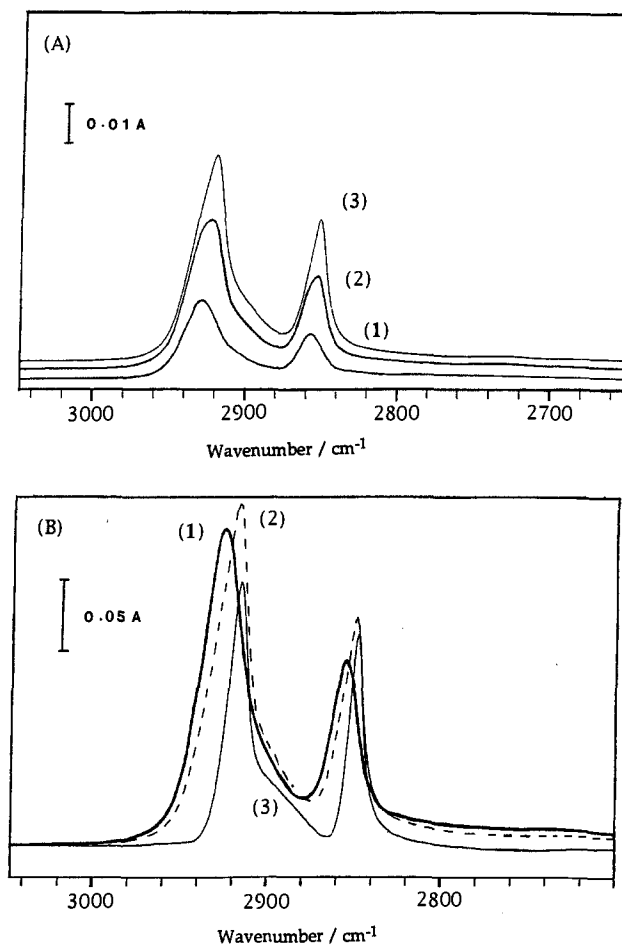 (A)
0.01 A
(3)
(2)
(1)
3000 2900 2800 2700
Wavenumber / cm-1
(B)
(1) (2)
0.05 A
(3)
3000 2900 2800
Wavenumber / cm-1